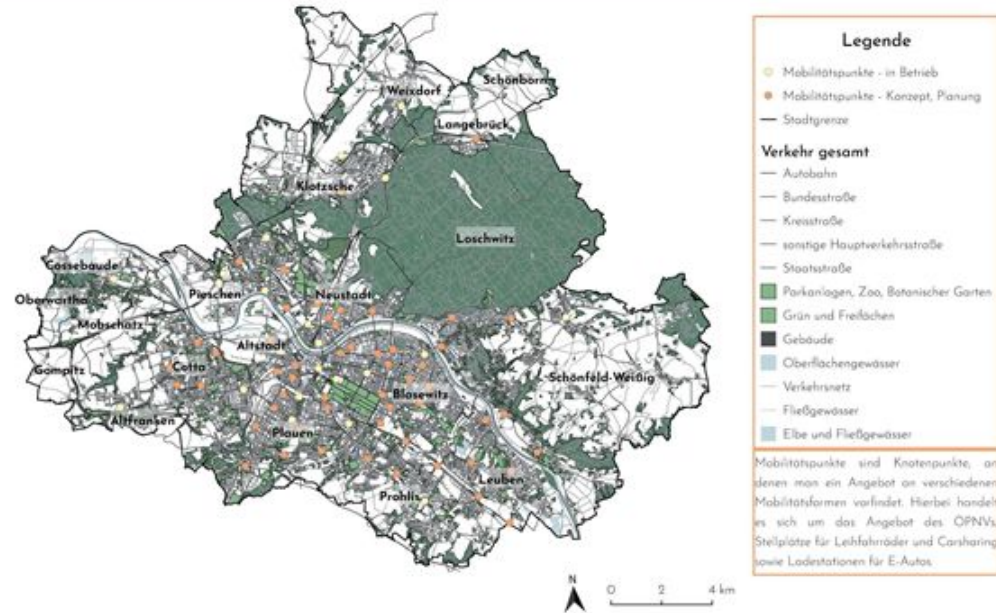 Schönborn
Weixdorf
Langebrück
Klotzsche
Loschwitz
Cossebaude
Pieschen
Neustadt
Oberwartha
Mobschatz
Altstadt
Gompitz
Cotta
Blasewitz
Schönfeld-Weißig
Altfranken
Plauen
Leuben
Prohlis
N
0 2 4 km
Legende
Mobilitätspunkte - in Betrieb
Mobilitätspunkte - Konzept, Planung
Stadtgrenze
Verkehr gesamt
Autobahn
Bundesstraße
Kreisstraße
sonstige Hauptverkehrsstraße
Staatsstraße
Parkanlagen, Zoo, Botanischer Garten
Grün und Freiflächen
Gebäude
Oberflächengewässer
Verkehrsnetz
Fließgewässer
Elbe und Fließgewässer
Mobilitätspunkte sind Knotenpunkte, an
denen man ein Angebot an verschiedenen
Mobilitätsformen vorfindet. Hierbei handelt
es sich um das Angebot des ÖPNVs,
Stellplätze für Leihfahrräder und Carsharing
sowie Ladestationen für E-Autos